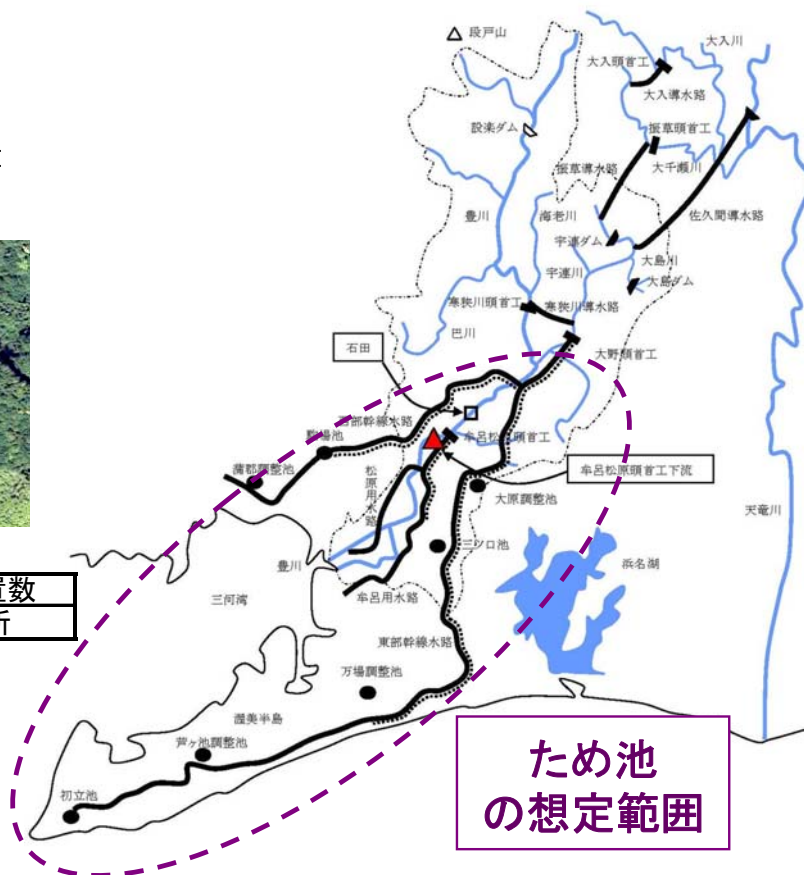 段戸山
大入川
大入頭首工
大入導水路
設楽ダム
振草頭首工
振草導水路
大千瀬川
豊川
海老川
佐久間導水路
宇連ダム
大島川
宇連川
大島ダム
寒狭川頭首工
寒狭川導水路
巴川
石田
大野頭首工
西部幹線水路
駒場池
牟呂松原頭首工
蒲郡調整池
松原用水路
牟呂松原頭首工下流
大原調整池
天竜川
三ツ口池
豊川
浜名湖
置数
所
三河湾
牟呂用水路
東部幹線水路
万場調整池
渥美半島
芦ヶ池調整池
初立池
ため池
の想定範囲